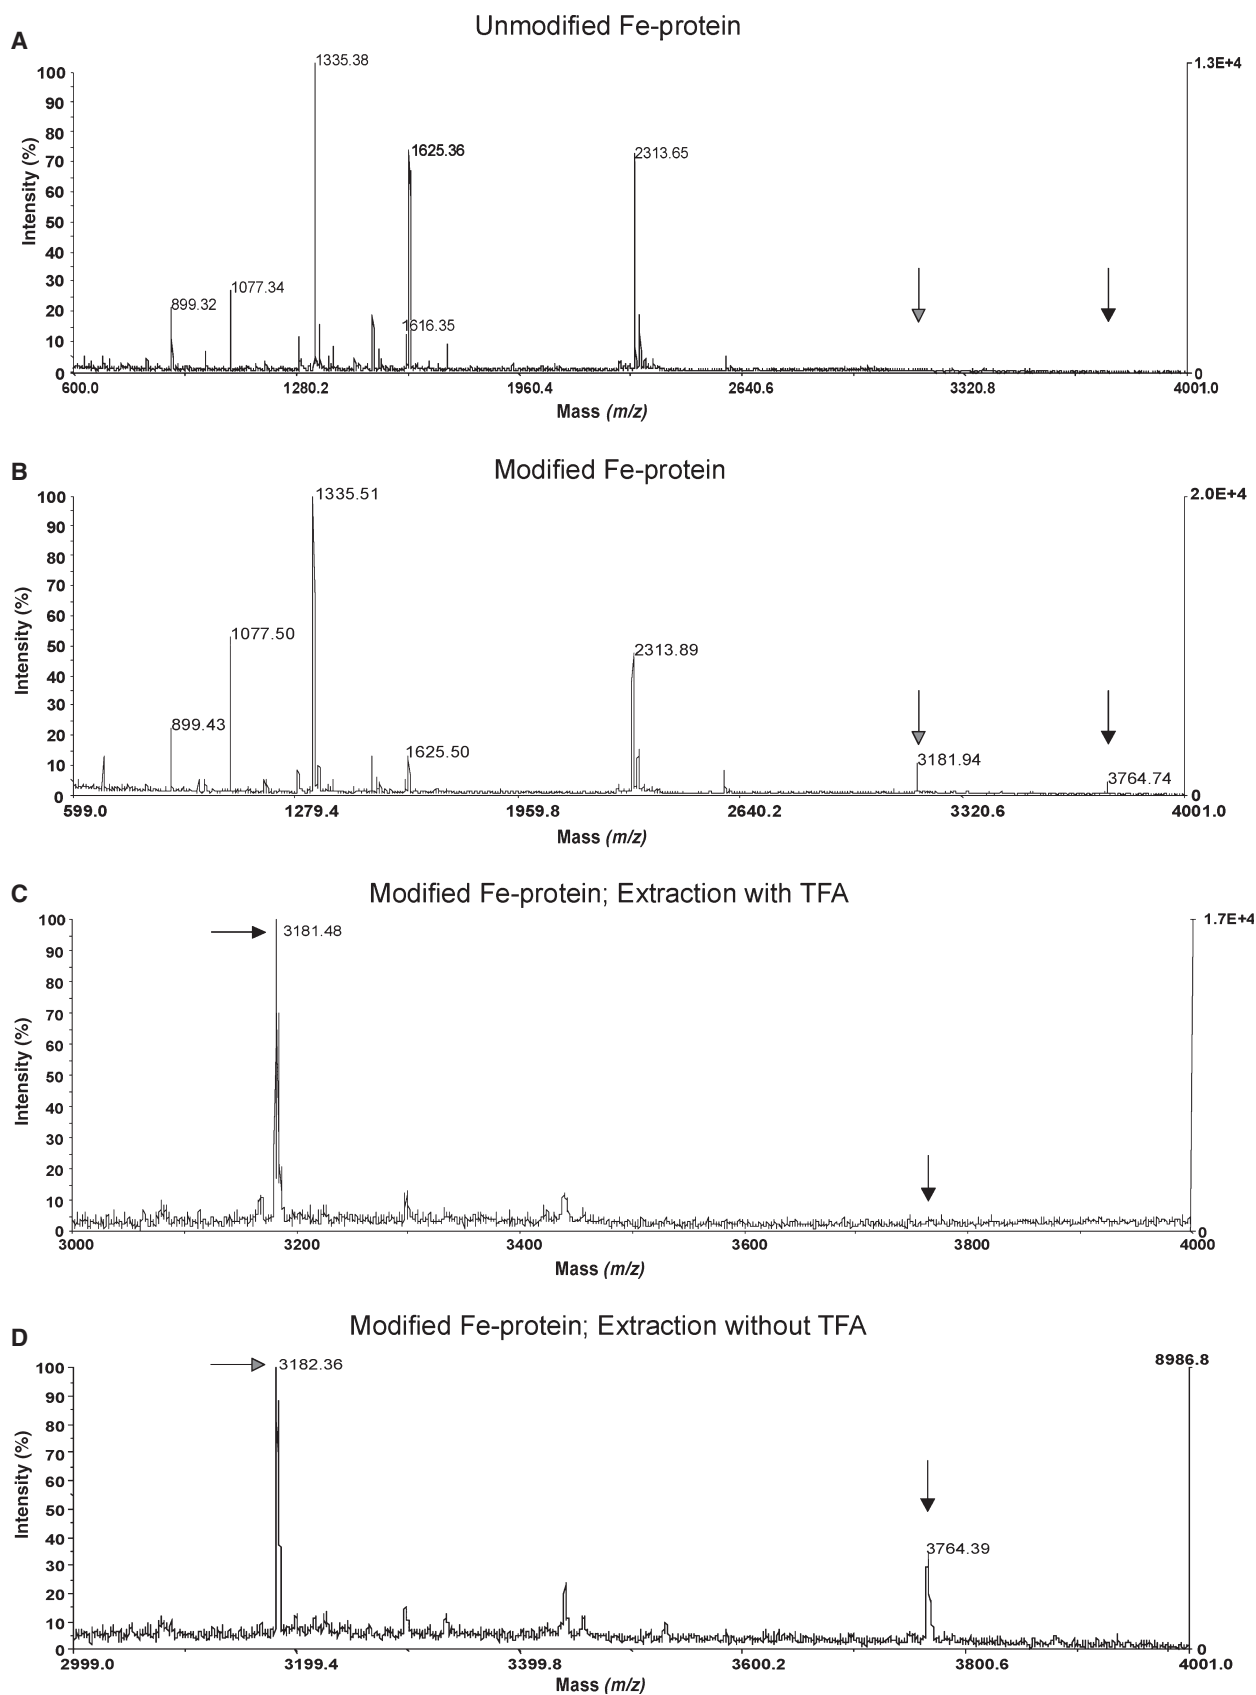 A
Unmodified Fe-protein
1335.38
1.3E+4
100
90
80
1625.36
2313.65
70
60
50
40
30
1077.34
899.32
20
1616.35
10
0
0
Intensity (%)
600.0 1280.2 1960.4 2640.6 3320.8 4001.0
Mass (m/z)
B
Modified Fe-protein
1335.51
2.0E+4
100
90
80
70
60
1077.50
50
2313.89
40
30
899.43
20
1625.50
3181.94
10
3764.74
0
0
Intensity (%)
599.0 1279.4 1959.8 2640.2 3320.6 4001.0
Mass (m/z)
C
Modified Fe-protein; Extraction with TFA
100
1.7E+4
3181.48
90
80
70
60
50
40
30
20
10
0
0
Intensity (%)
3000 3200 3400 3600 3800 4000
Mass (m/z)
D
Modified Fe-protein; Extraction without TFA
3182.36
8986.8
100
90
80
70
60
50
40
3764.39
30
20
10
0
0
Intensity (%)
2999.0 3199.4 3399.8 3600.2 3800.6 4001.0
Mass (m/z)